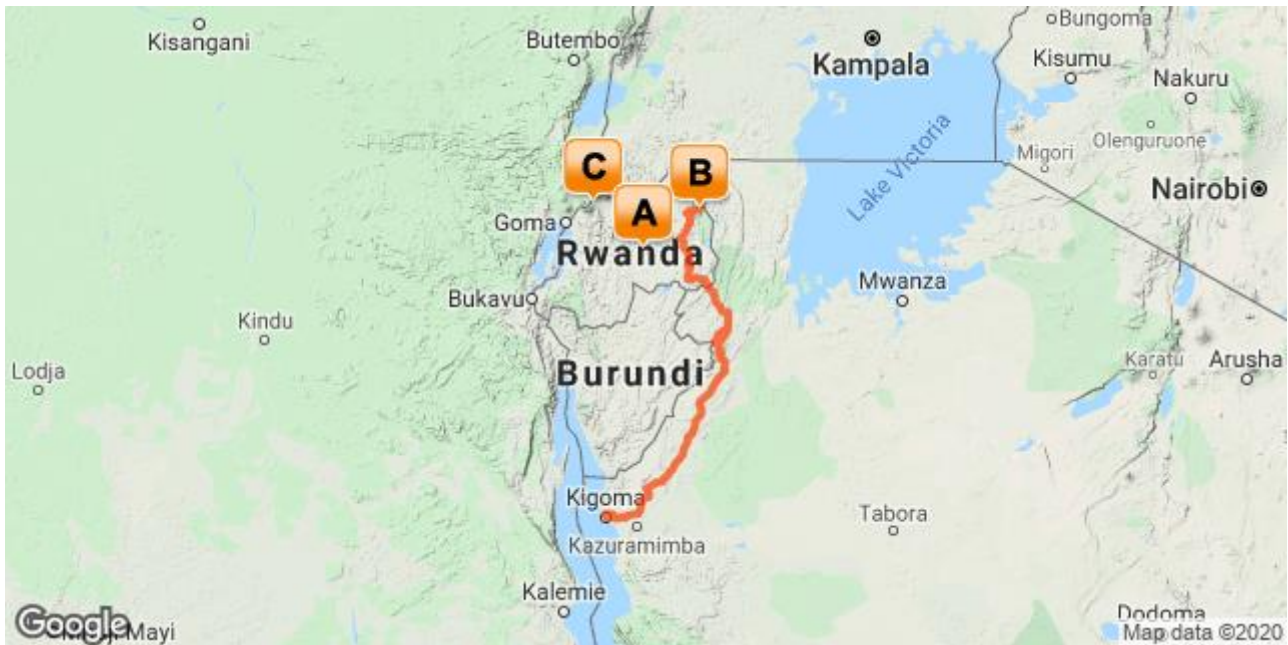 Kisangani
Butembo
Kampala
Bungoma
Kisumu
Nakuru
Olenguruone
Migori
Nairobi
Lake Victoria
C
B
A
Goma
Rwanda
Bukavu
Mwanza
Kindu
Lodja
Burundi
Karatu
Arusha
Kigoma
Kazuramimba
Tabora
Kalemie
Dodoma
Google
Mayi
Map data ©2020